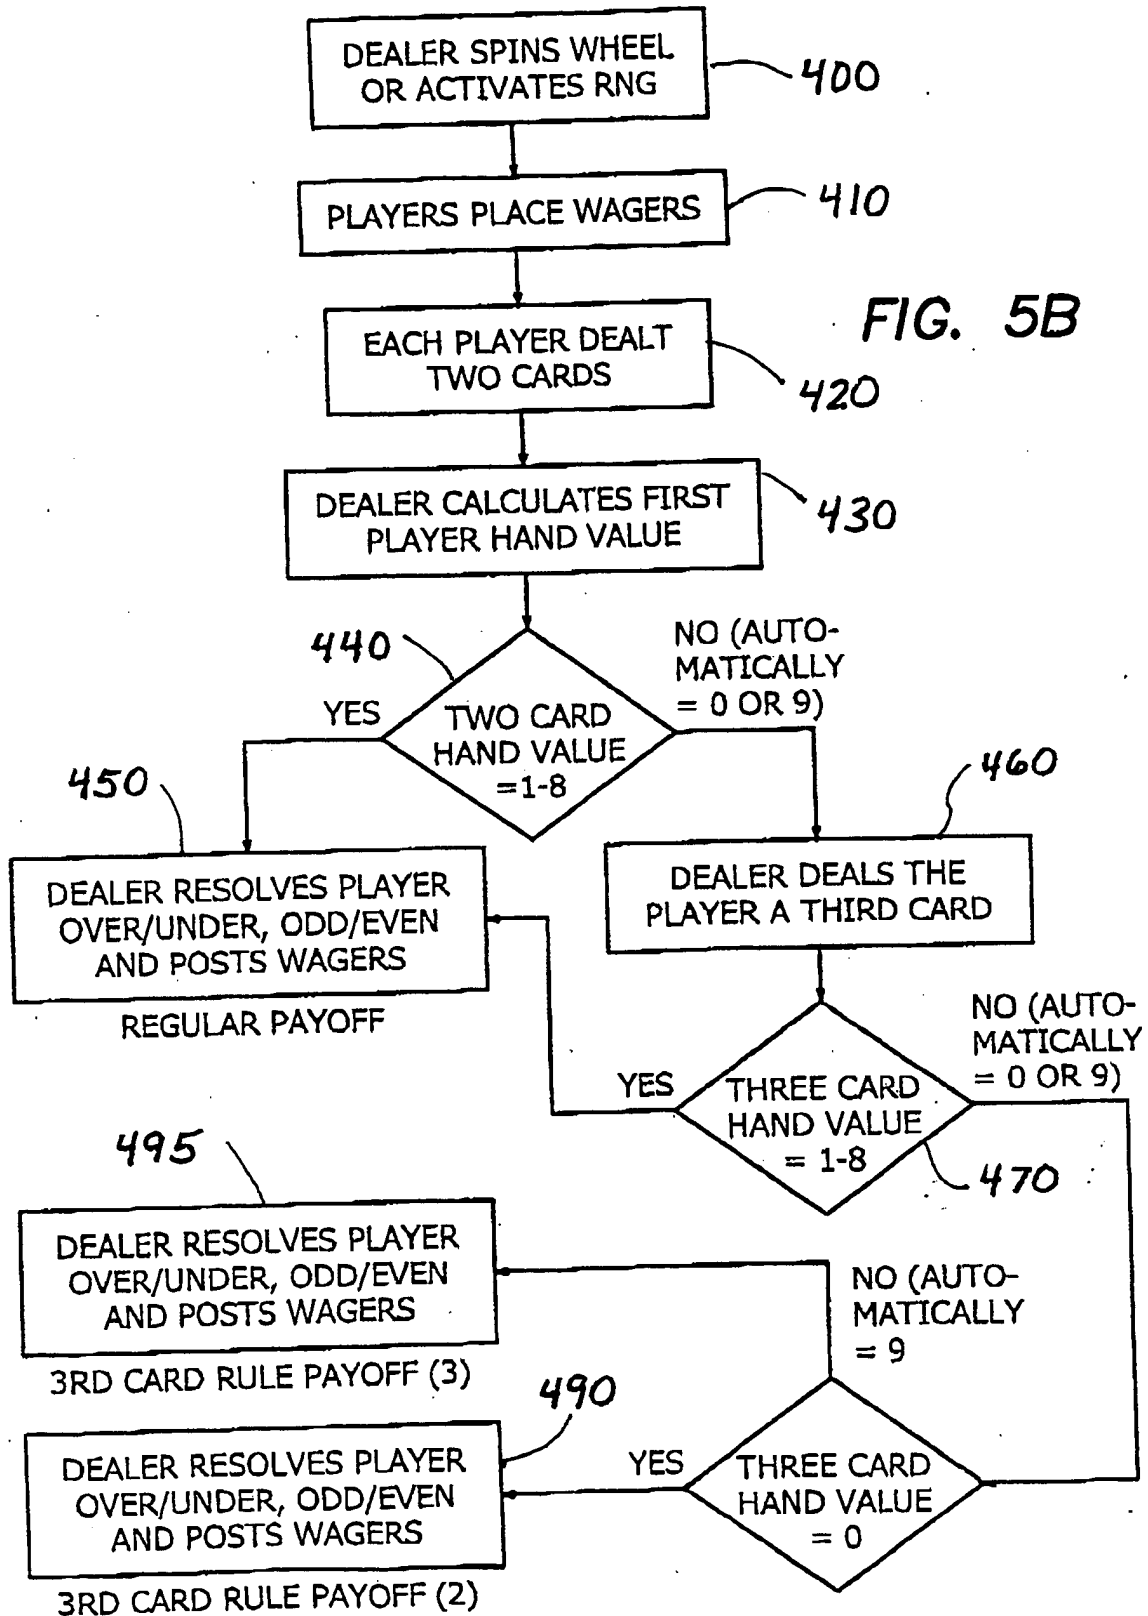 DEALER SPINS WHEEL
OR ACTIVATES RNG
400
PLAYERS PLACE WAGERS
410
FIG. 5B
EACH PLAYER DEALT
TWO CARDS
420
DEALER CALCULATES FIRST
PLAYER HAND VALUE
430
440
YES
TWO CARD
HAND VALUE
=1-8
NO (AUTO-
MATICALLY
= 0 OR 9)
450
DEALER RESOLVES PLAYER
OVER/UNDER, ODD/EVEN
AND POSTS WAGERS
REGULAR PAYOFF
460
DEALER DEALS THE
PLAYER A THIRD CARD
YES
THREE CARD
HAND VALUE
= 1-8
NO (AUTO-
MATICALLY
= 0 OR 9)
470
495
DEALER RESOLVES PLAYER
OVER/UNDER, ODD/EVEN
AND POSTS WAGERS
3RD CARD RULE PAYOFF (3)
NO (AUTO-
MATICALLY
= 9
490
DEALER RESOLVES PLAYER
OVER/UNDER, ODD/EVEN
AND POSTS WAGERS
3RD CARD RULE PAYOFF (2)
YES
THREE CARD
HAND VALUE
= 0